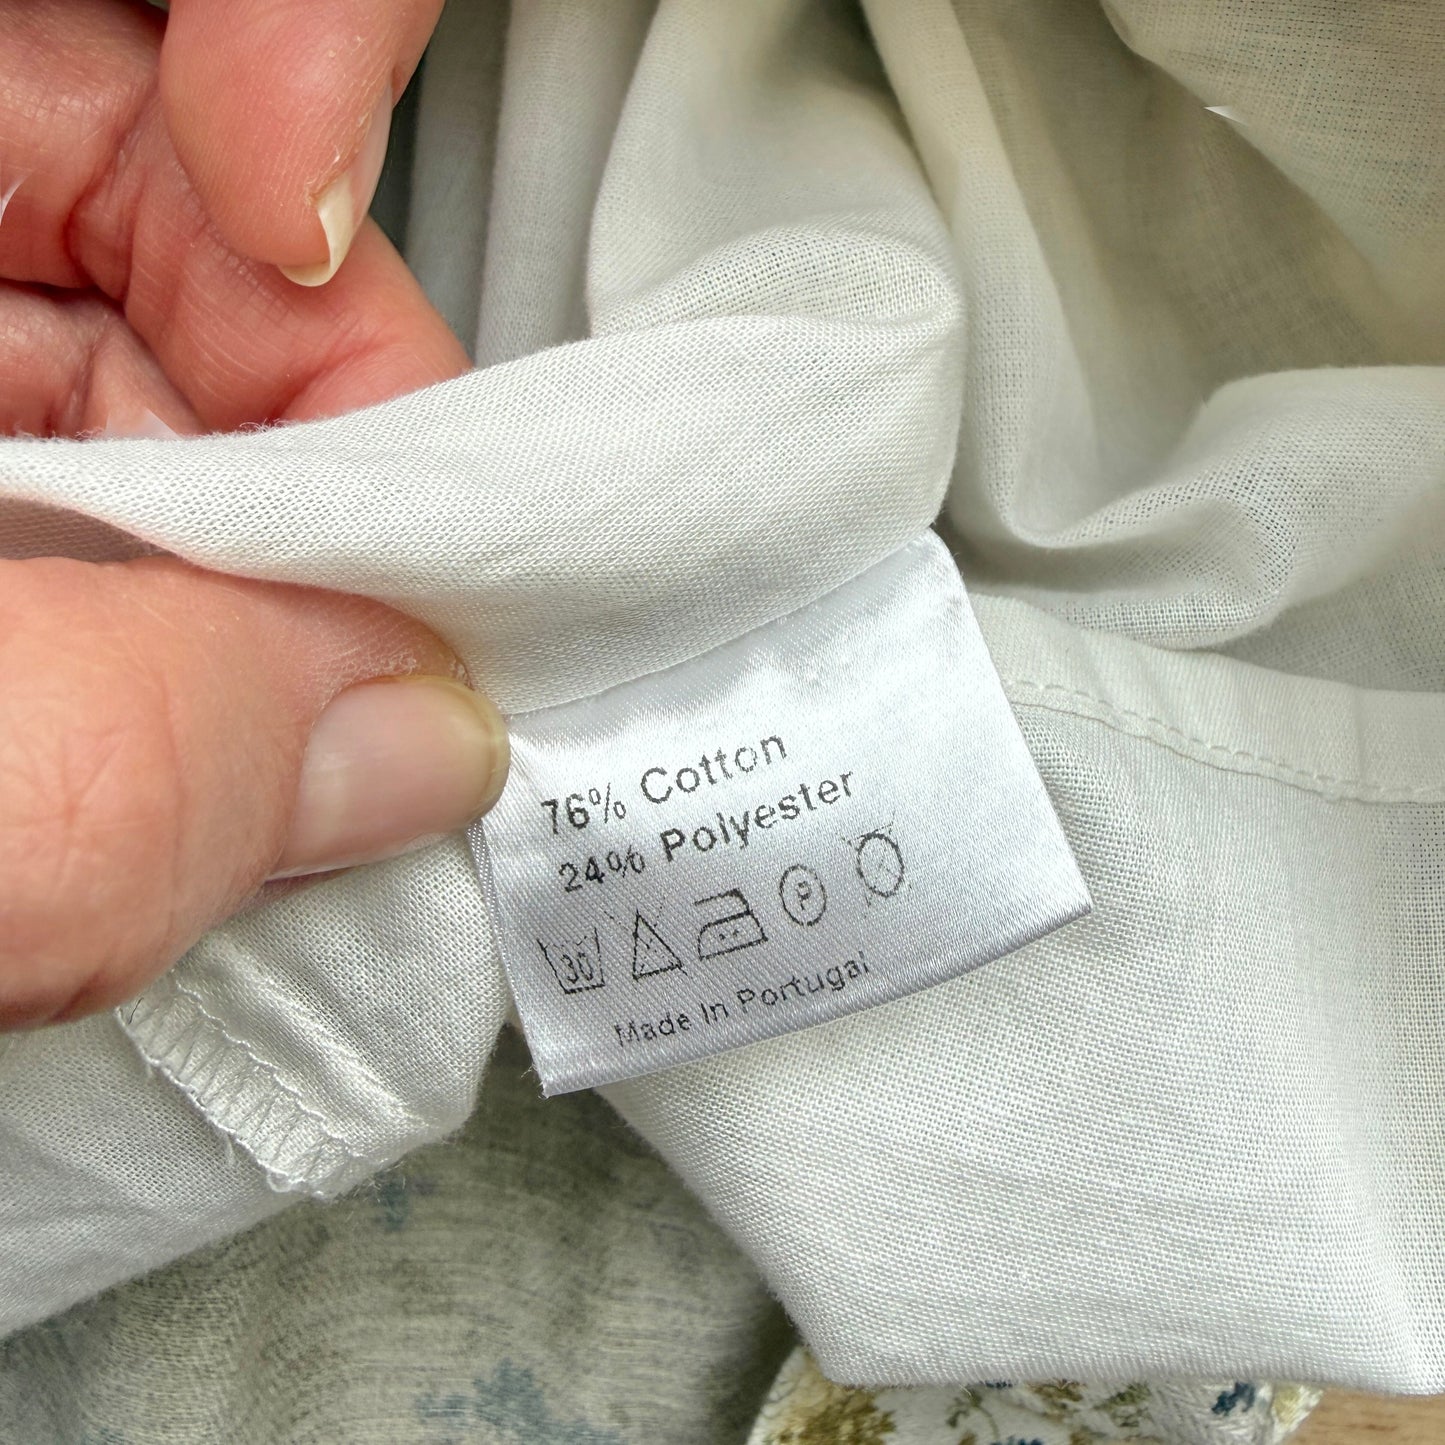 76% Cotton
24% Polyester
30 P
Made In Portugal